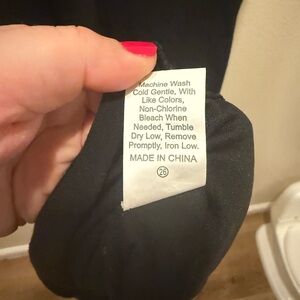 Machine Wash
Cold Gentle, With
Like Colors,
Non-Chlorine
Bleach When
Needed, Tumble
Dry Low, Remove
Promptly, Iron Low.
MADE IN CHINA
26